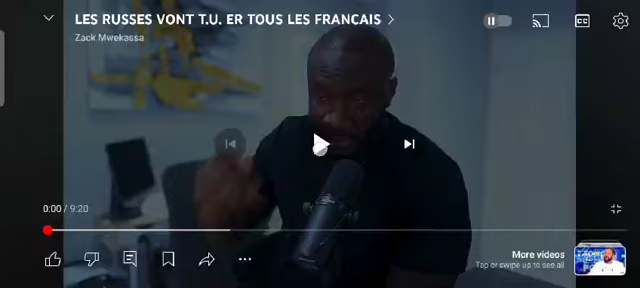 LES RUSSES VONT T.U. ER TOUS LES FRANCAIS
Zack Mwekassa
CC
0:00 / 9:20
More videos
Tap or swipe up to see all